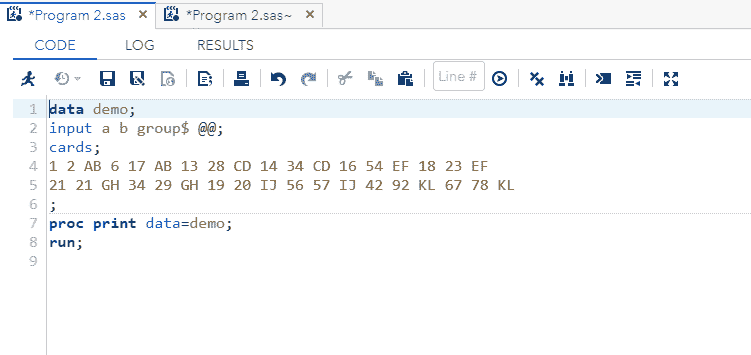 *Program 2.sas × *Program 2.sas~ ×
CODE LOG RESULTS
Line #
1 data demo;
2 input a b group$ @@;
3 cards;
4 1 2 AB 6 17 AB 13 28 CD 14 34 CD 16 54 EF 18 23 EF
5 21 21 GH 34 29 GH 19 20 IJ 56 57 IJ 42 92 KL 67 78 KL
6 ;
7 proc print data=demo;
8 run;
9